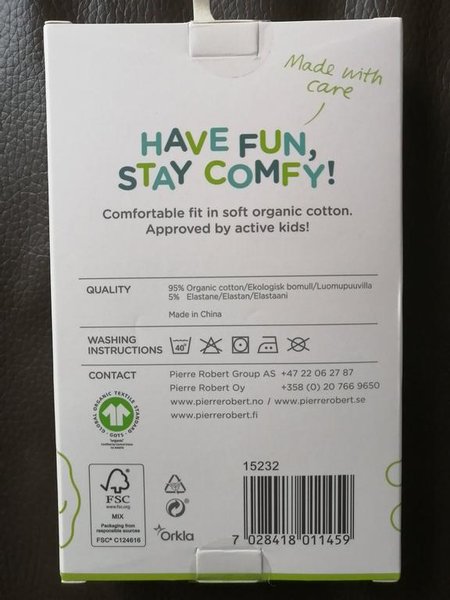 Made with
care
HAVE FUN,
STAY COMFY!
Comfortable fit in soft organic cotton.
Approved by active kids!
QUALITY
95% Organic cotton/Ekologisk bomull/Luomupuuvilla
5% Elastane/Elastan/Elastaani
Made in China
WASHING
INSTRUCTIONS
40°
CONTACT
Pierre Robert Group AS +47 22 06 27 87
Pierre Robert Oy +358 (0) 20 766 9650
www.pierrerobert.no / www.pierrerobert.se
www.pierrerobert.fi
GLOBAL ORGANIC TEXTILE STANDARD
GOTS
FSC
www.fsc.org
MIX
Packaging from
responsible sources
FSC® C124616
Orkla
15232
7 028418 011459